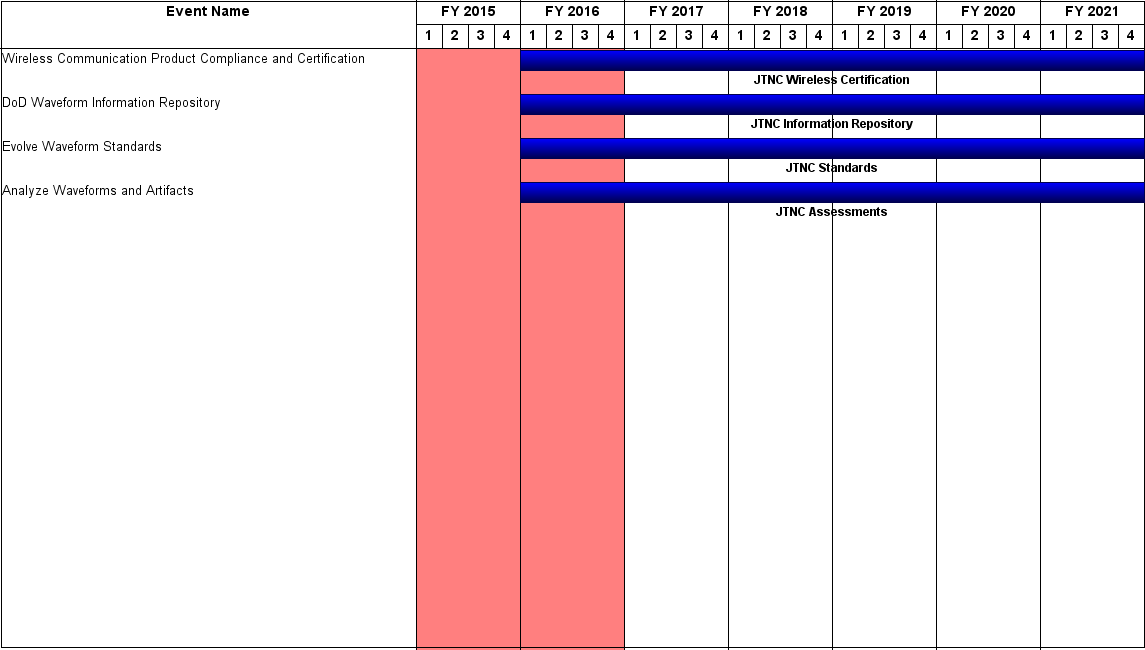 Event Name FY 2015 FY 2016 FY 2017 FY 2018 FY 2019 FY 2020 FY 2021
1 2 3 4 1 2 3 4 1 2 3 4 1 2 3 4 1 2 3 4 1 2 3 4 1 2 3 4
Wireless Communication Product Compliance and Certification
JTNC Wireless Certification
DoD Waveform Information Repository
JTNC Information Repository
Evolve Waveform Standards
JTNC Standards
Analyze Waveforms and Artifacts
JTNC Assessments